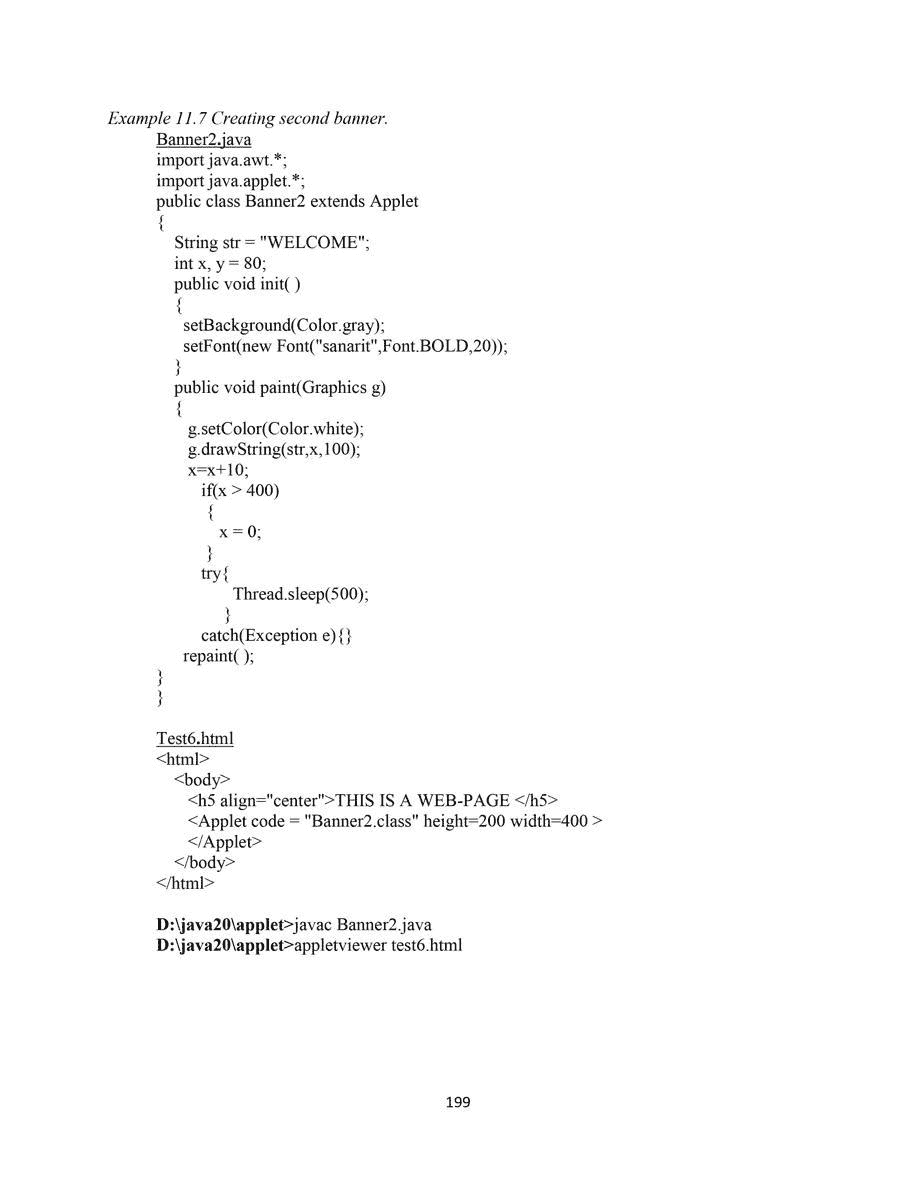 Example 11.7 Creating second banner.
Banner2.java
import java.awt.*;
import java.applet.*;
public class Banner2 extends Applet
{
String str = "WELCOME";
int x, y = 80;
public void init( )
{
setBackground(Color.gray);
setFont(new Font("sanarit",Font.BOLD,20));
}
public void paint(Graphics g)
{
g.setColor(Color.white);
g.drawString(str,x,100);
x=x+10;
if(x > 400)
{
x = 0;
}
try{
Thread.sleep(500);
}
catch(Exception e){}
repaint( );
}
}
Test6.html
<html>
<body>
<h5 align="center">THIS IS A WEB-PAGE </h5>
<Applet code = "Banner2.class" height=200 width=400 >
</Applet>
</body>
</html>
D:\java20\applet>javac Banner2.java
D:\java20\applet>appletviewer test6.html
199